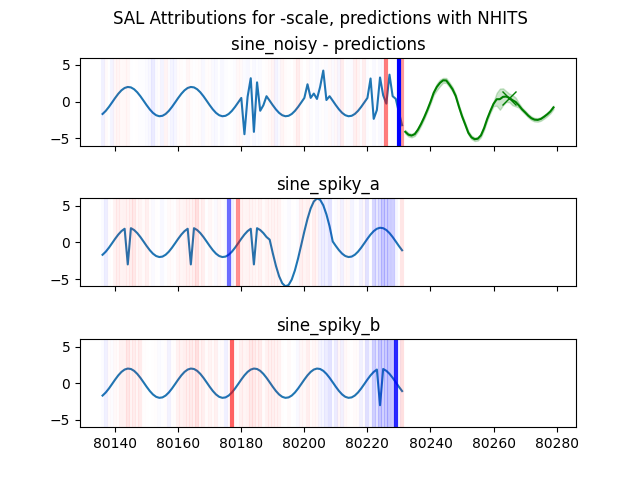 SAL Attributions for -scale, predictions with NHITS
sine_noisy - predictions
5
0
−5
sine_spiky_a
5
0
−5
sine_spiky_b
5
0
−5
80140 80160 80180 80200 80220 80240 80260 80280